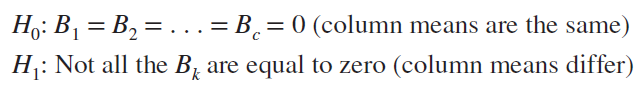 H₀: B₁ = B₂ = . . . = B꜀ = 0 (column means are the same)
H₁: Not all the Bₖ are equal to zero (column means differ)